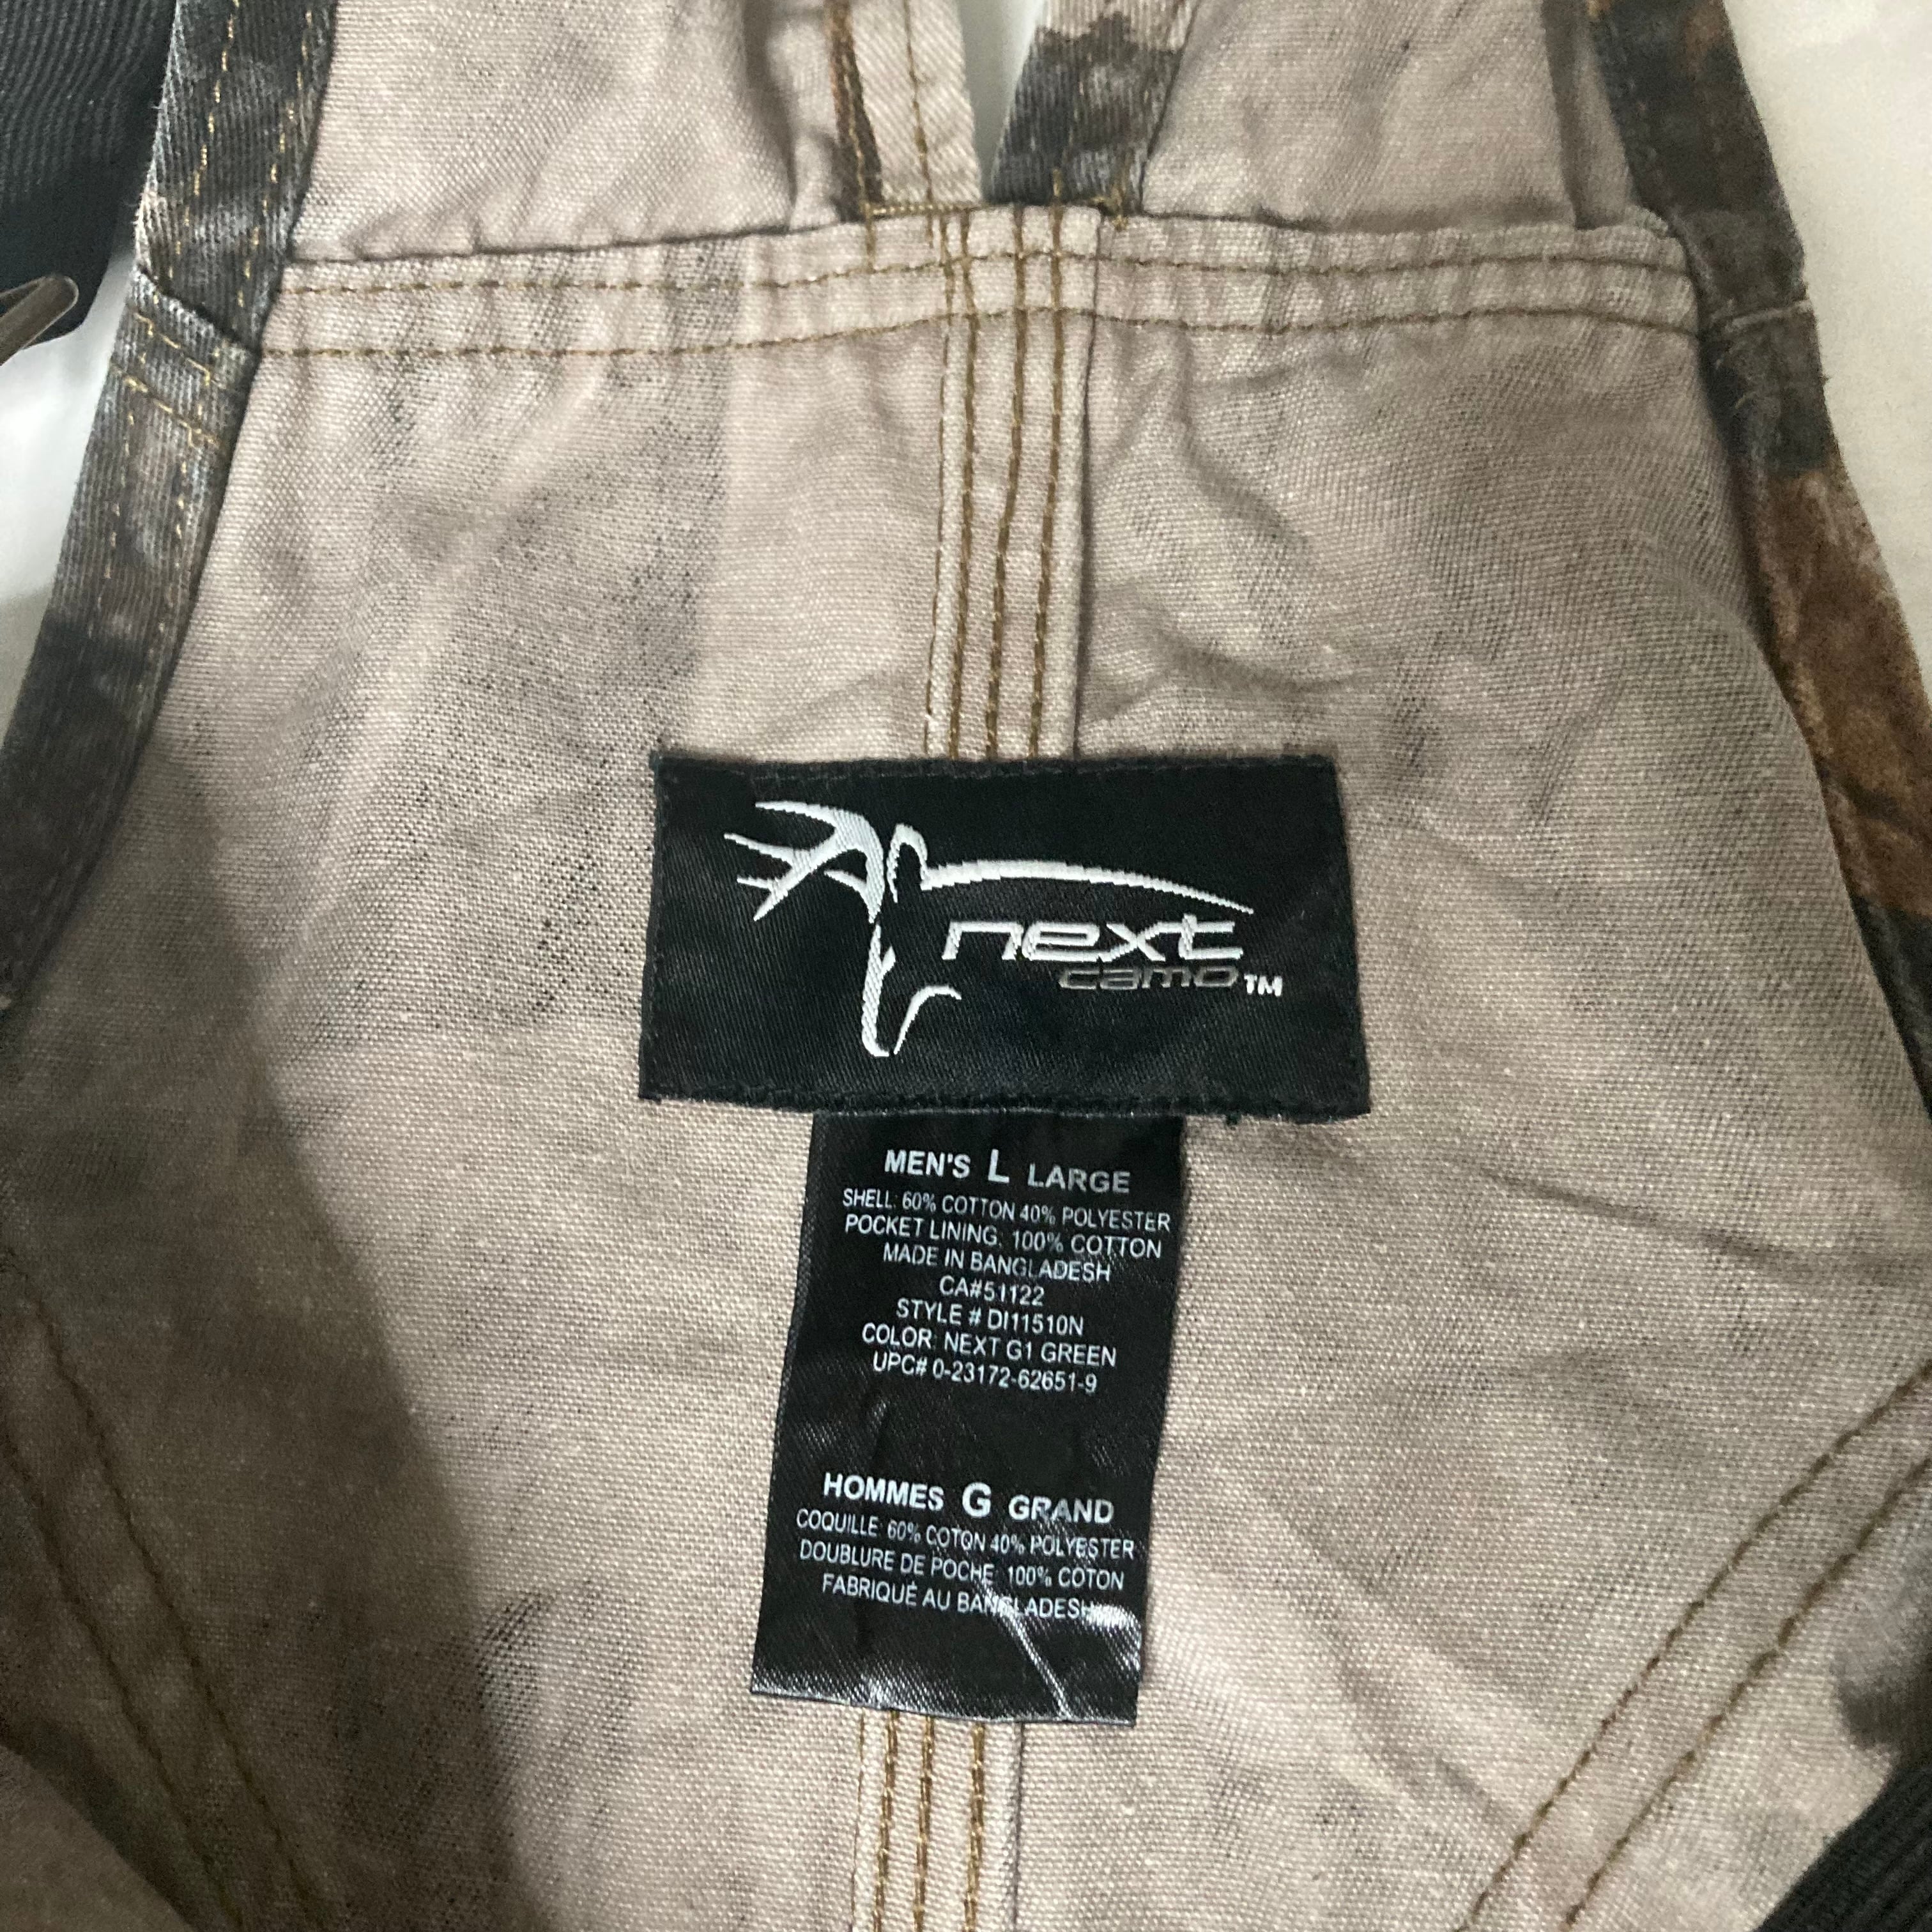 next
camo™
MEN'S L LARGE
SHELL: 60% COTTON 40% POLYESTER
POCKET LINING: 100% COTTON
MADE IN BANGLADESH
CA#51122
STYLE # DI11510N
COLOR: NEXT G1 GREEN
UPC# 0-23172-62651-9
HOMMES G GRAND
COQUILLE: 60% COTON 40% POLYESTER
DOUBLURE DE POCHE: 100% COTON
FABRIQUÉ AU BANGLADESH